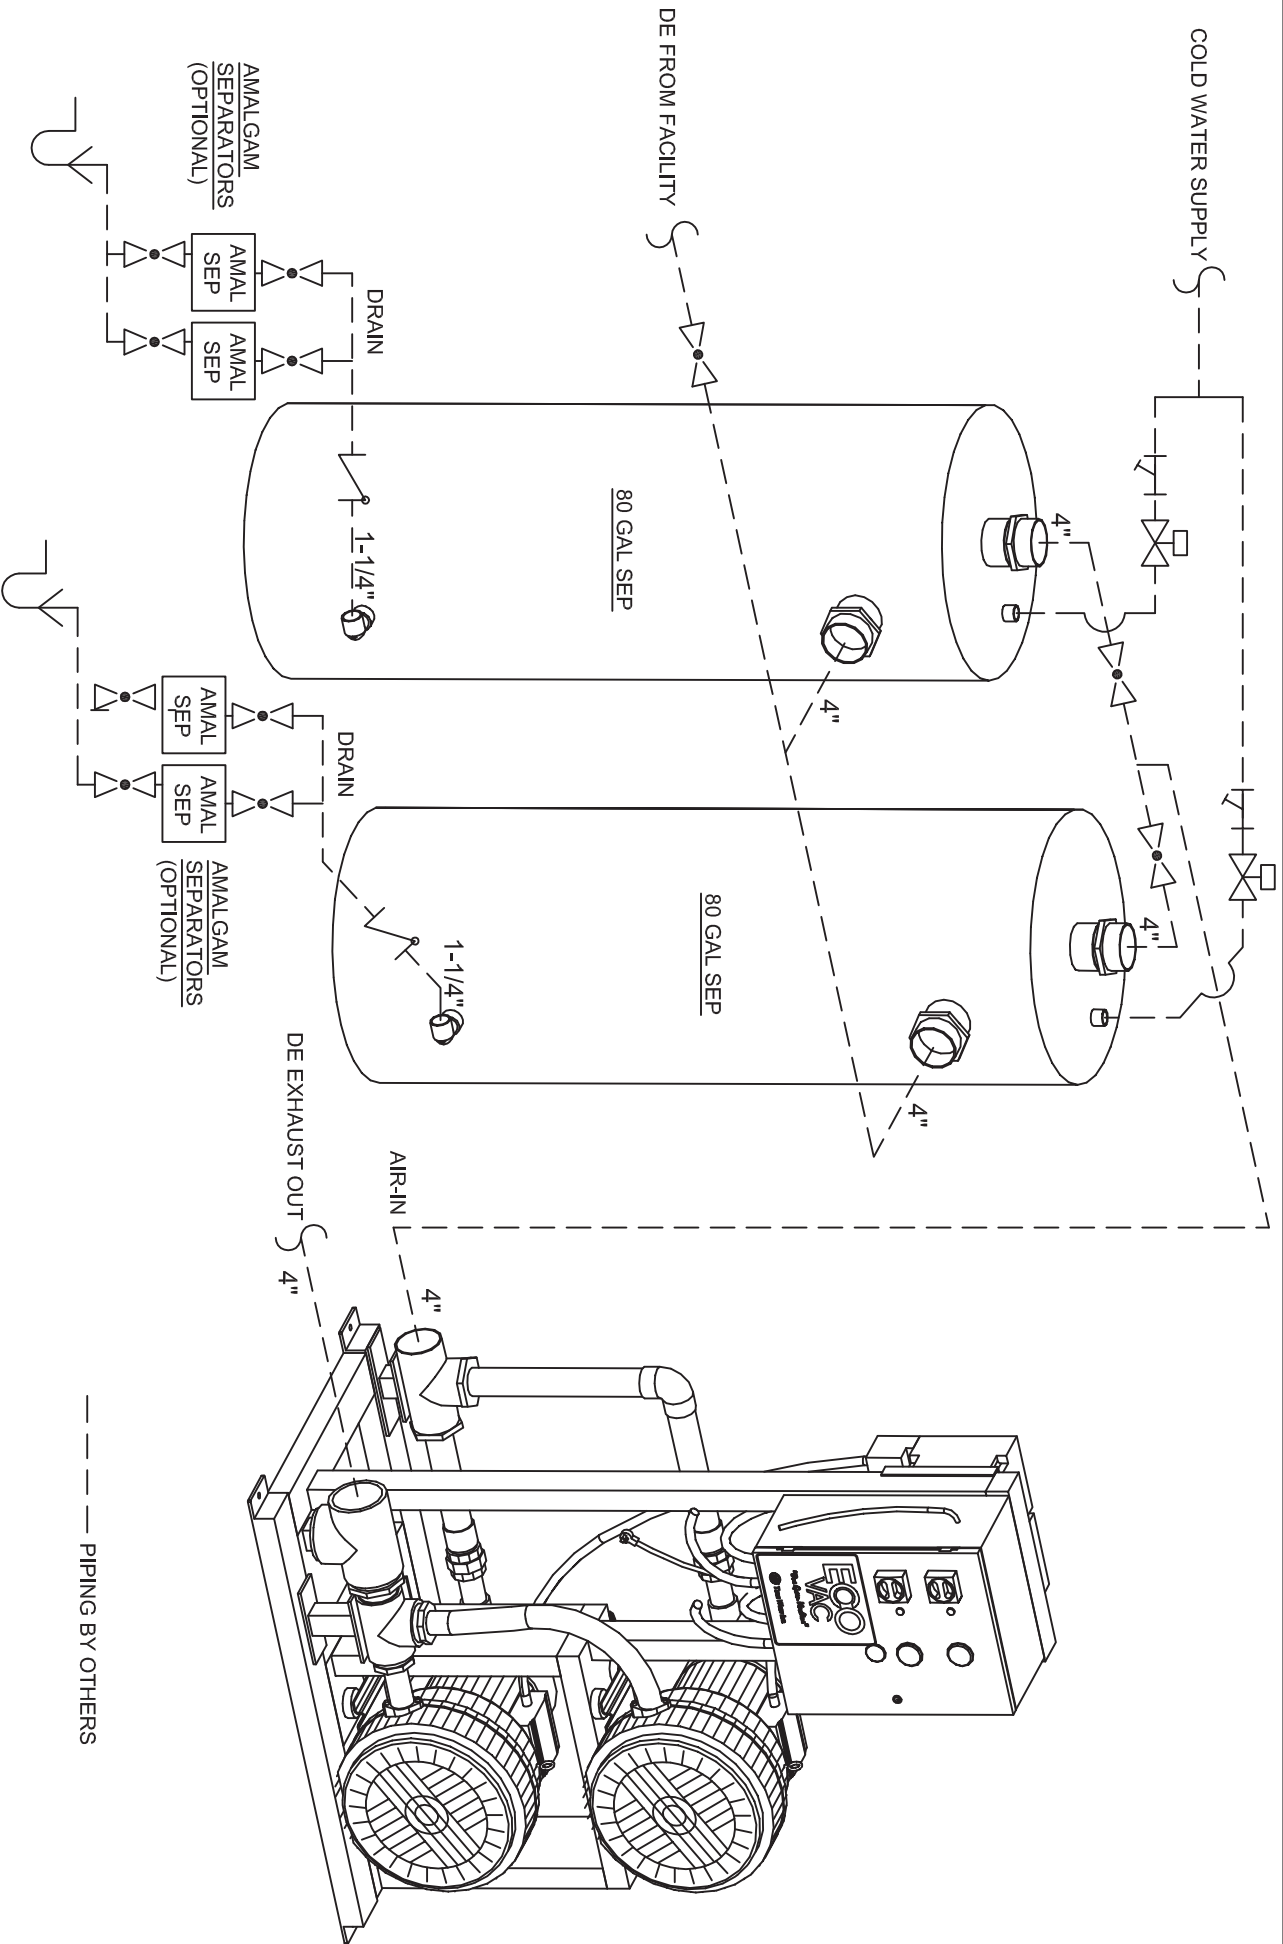 COLD WATER SUPPLY
DE FROM FACILITY
AMALGAM
SEPARATORS
(OPTIONAL)
AMAL
SEP
AMAL
SEP
DRAIN
1-1/4"
80 GAL SEP
4"
4"
AMAL
SEP
AMAL
SEP
DRAIN
AMALGAM
SEPARATORS
(OPTIONAL)
1-1/4"
80 GAL SEP
4"
4"
AIR-IN
4"
DE EXHAUST OUT
4"
ECO
VAC
PIPING BY OTHERS